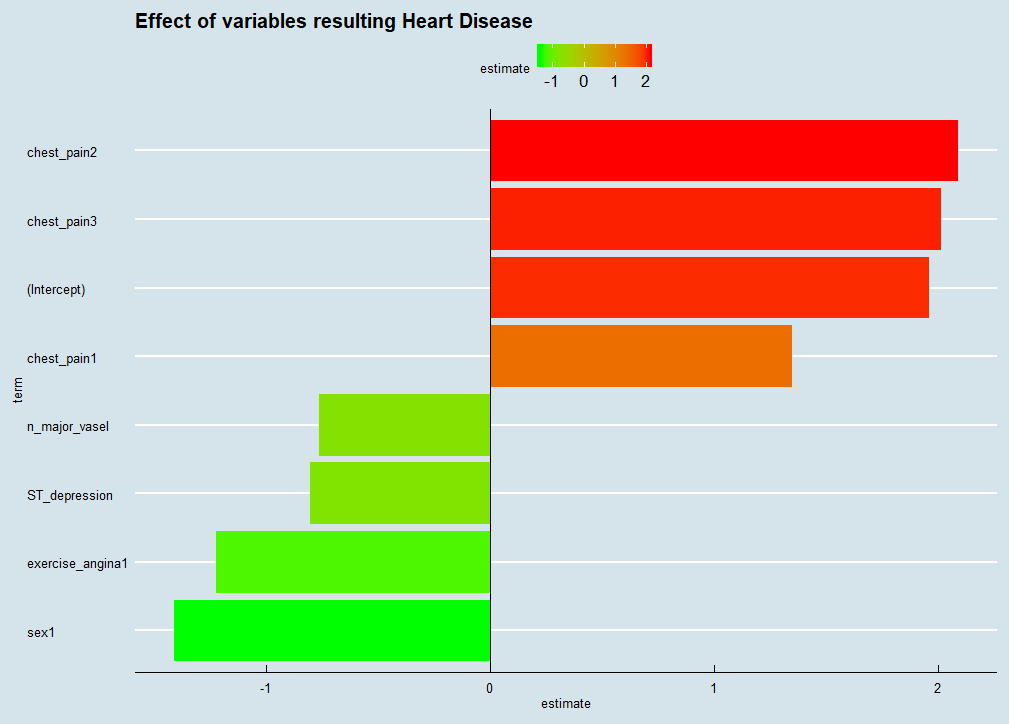 Effect of variables resulting Heart Disease
estimate
-1 0 1 2
chest_pain2
chest_pain3
(Intercept)
chest_pain1
term
n_major_vasel
ST_depression
exercise_angina1
sex1
-1 0 1 2
estimate